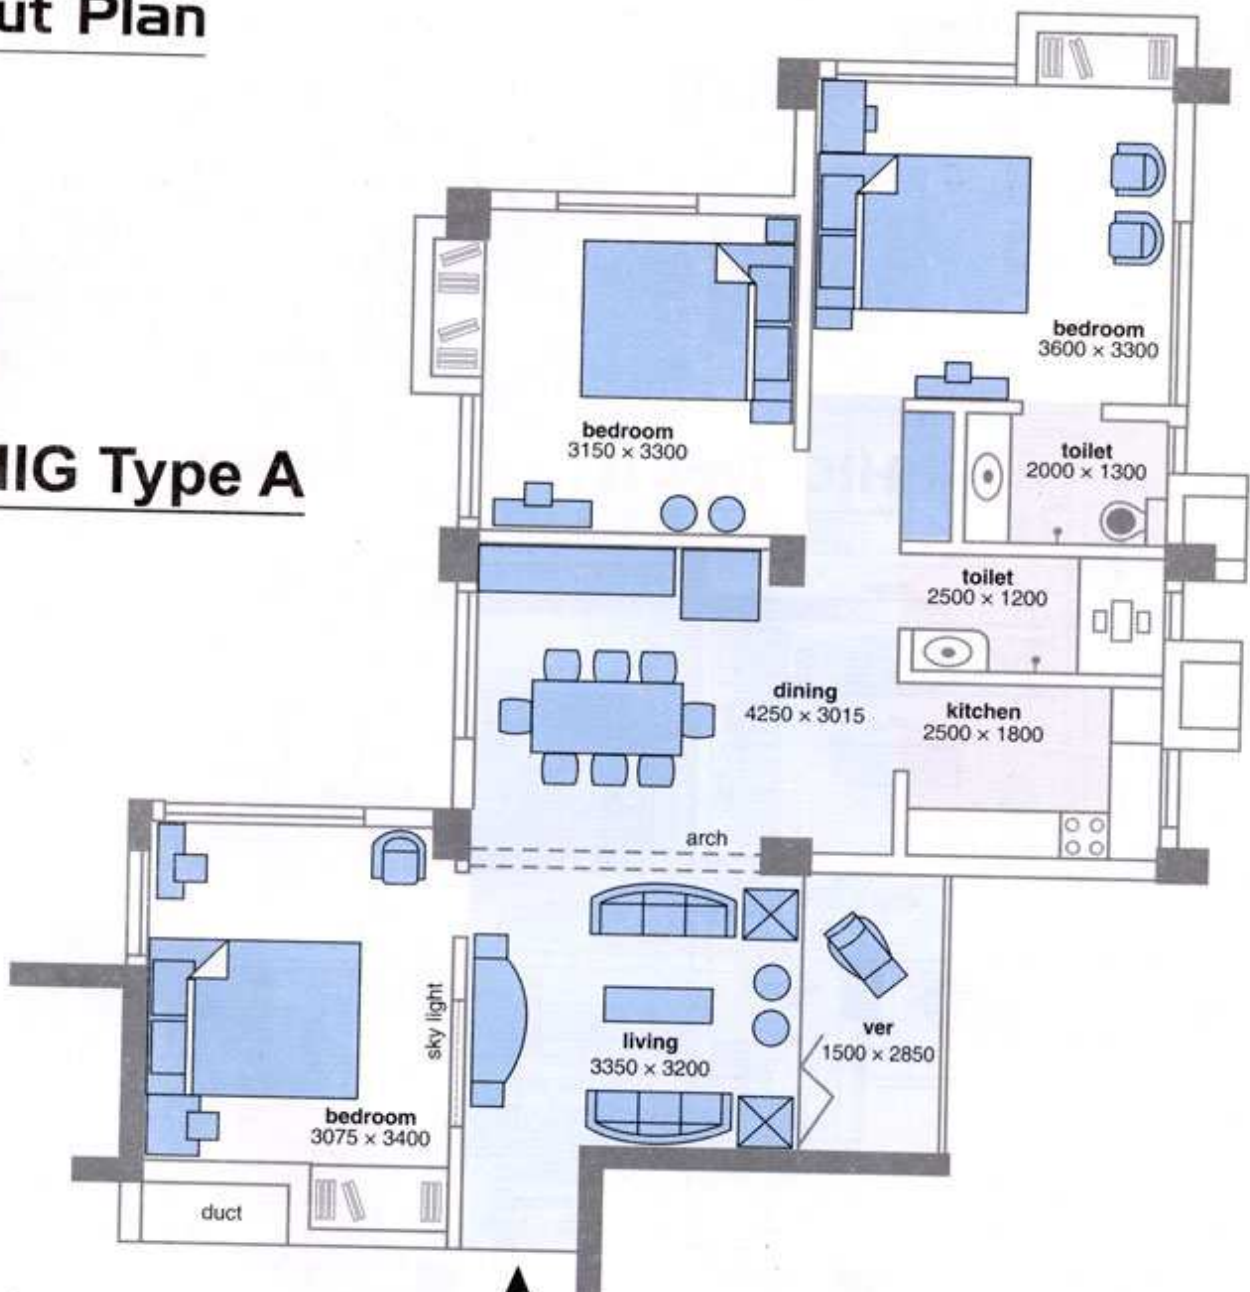 ut Plan
bedroom
3600 × 3300
bedroom
3150 × 3300
toilet
2000 × 1300
IIG Type A
toilet
2500 × 1200
dining
4250 × 3015
kitchen
2500 × 1800
arch
sky light
living
3350 × 3200
ver
1500 × 2850
bedroom
3075 × 3400
duct